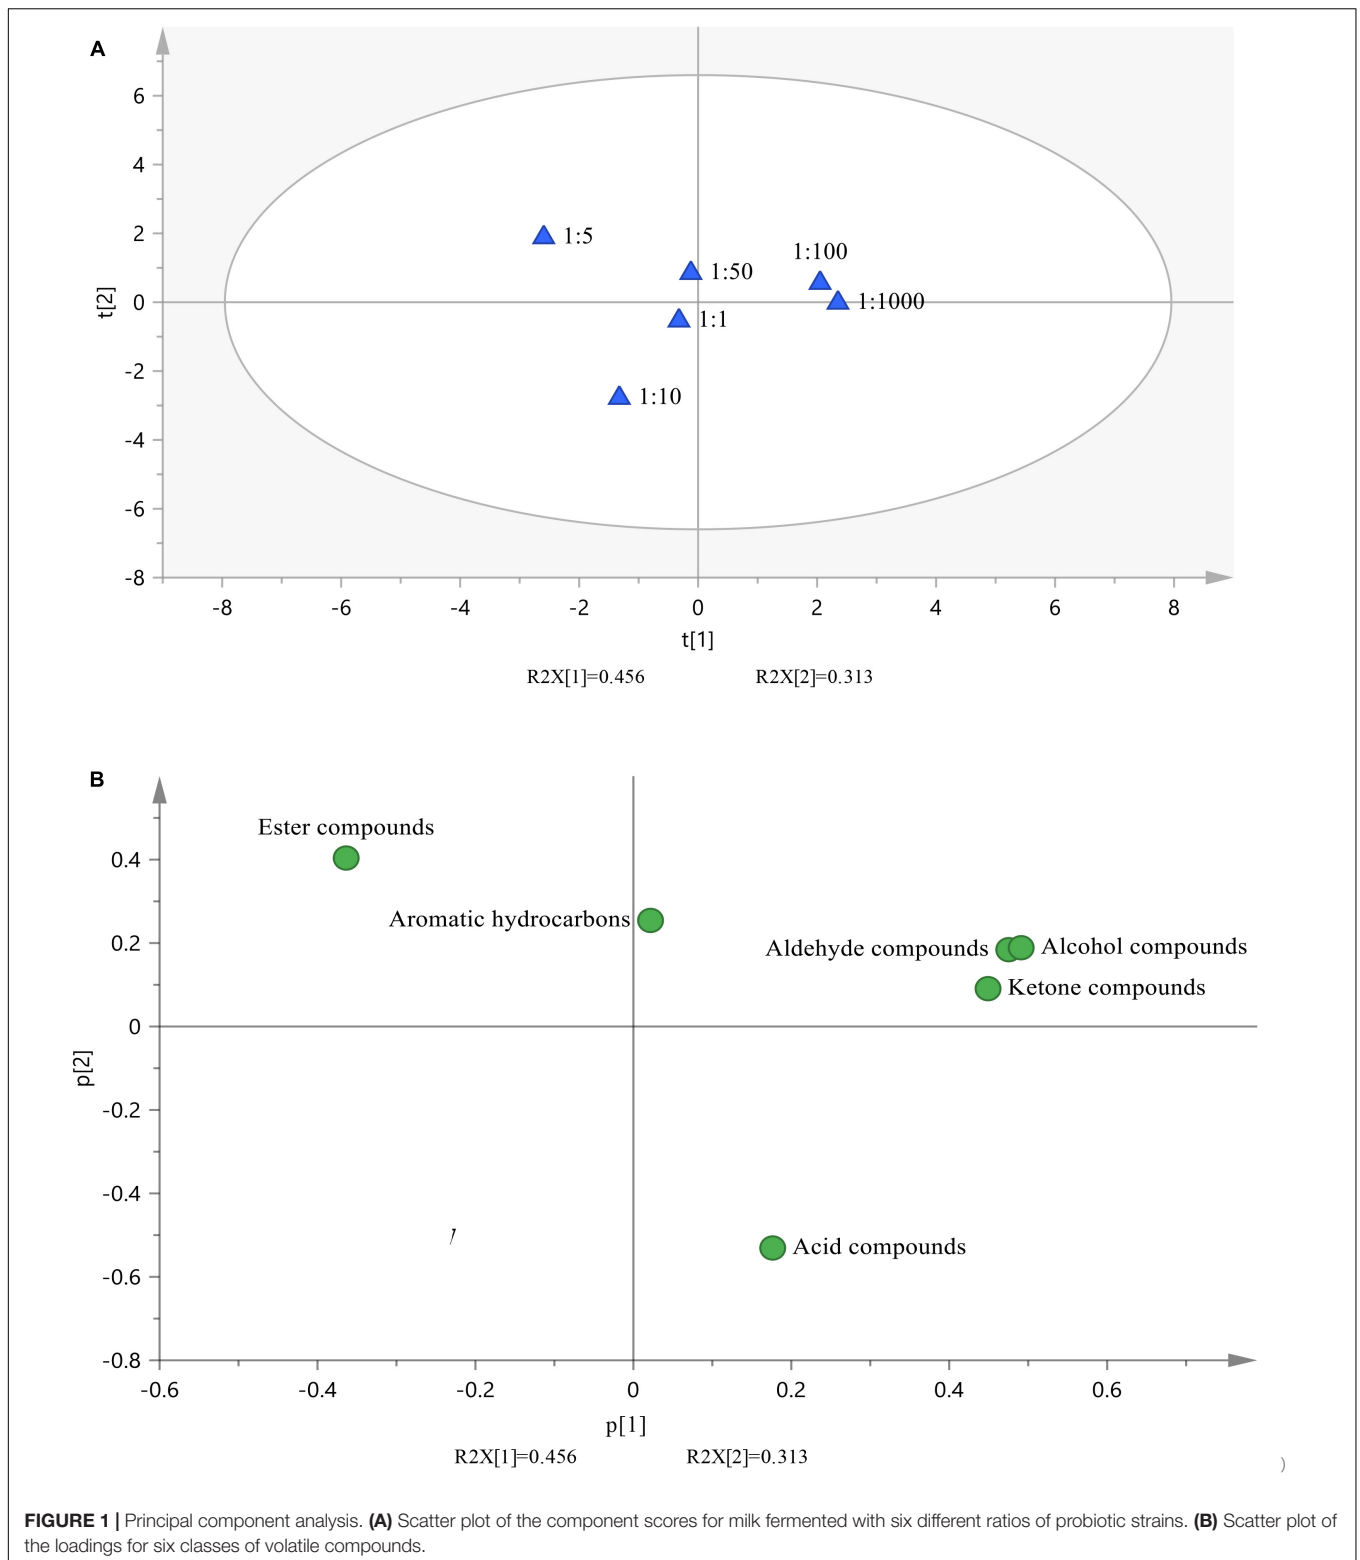 A
6
4
2
0
-2
-4
-6
-8
t[2]
1:5
1:50
1:100
1:1000
1:1
1:10
-8 -6 -4 -2 0 2 4 6 8
t[1]
R2X[1]=0.456 R2X[2]=0.313
B
Ester compounds
Aromatic hydrocarbons
Aldehyde compounds
Alcohol compounds
Ketone compounds
Acid compounds
0.4
0.2
0
-0.2
-0.4
-0.6
-0.8
p[2]
-0.6 -0.4 -0.2 0 0.2 0.4 0.6
p[1]
R2X[1]=0.456 R2X[2]=0.313
)
FIGURE 1 | Principal component analysis. (A) Scatter plot of the component scores for milk fermented with six different ratios of probiotic strains. (B) Scatter plot of
the loadings for six classes of volatile compounds.